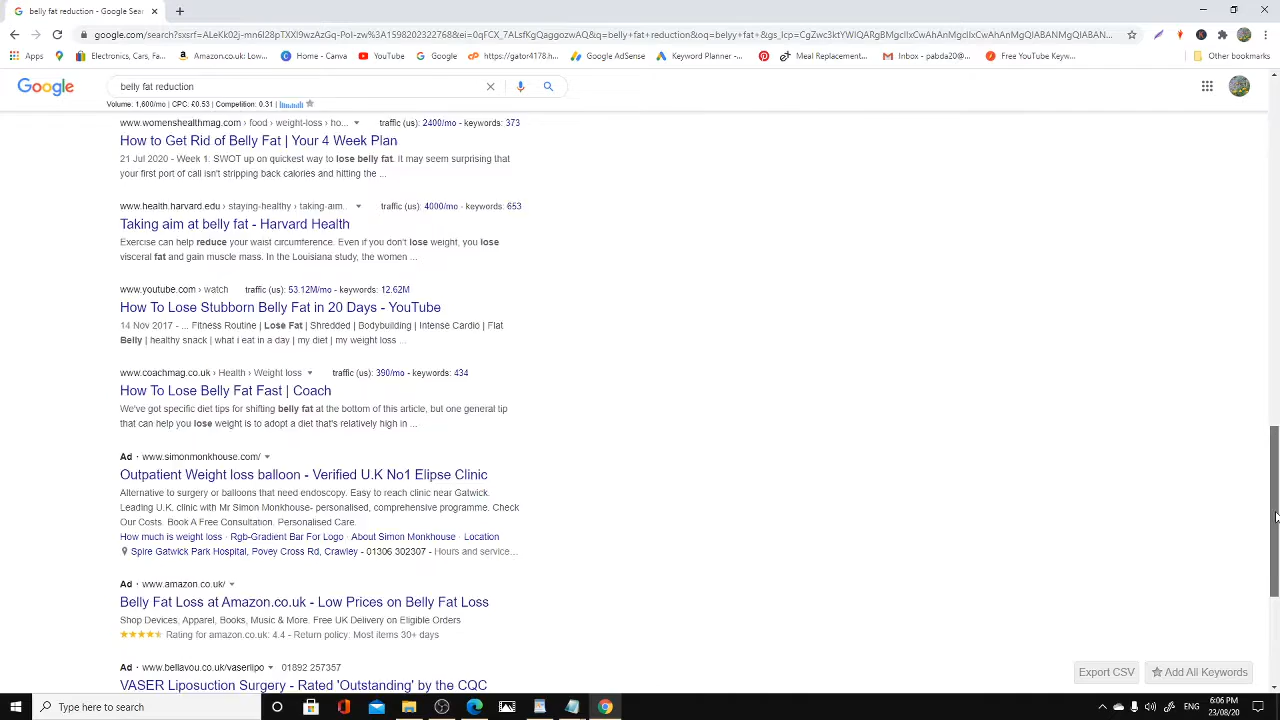 belly fat reduction - Google Sea
google.com/search?sxsrf=ALeKk02j-mn6I28pTXXI9wzAzGq-PoI-zv%3A1598202322768&ei=0qFCX_7ALsfKgAaggozwAQ&q=belly+fat+reduction&oq=belyy+fat+&gs_lcp=
Apps
Electronics, Cars, Fa...
Amazon.co.uk: Low...
Home - Canva
YouTube
Google
https://gator4178.h...
Google AdSense
Keyword Planner -...
Meal Replacement...
Inbox - pabda20@g...
Free YouTube Keyw...
Other bookmarks
Google
belly fat reduction
Volume: 1,600/mo | CPC: £0.53 | Competition: 0.31
www.womenshealthmag.com › food › weight-loss › ho... traffic (us): 2400/mo - keywords: 373
How to Get Rid of Belly Fat | Your 4 Week Plan
21 Jul 2020 - Week 1. SWOT up on quickest way to lose belly fat. It may seem surprising that
your first port of call isn't stripping back calories and hitting the ...
www.health.harvard.edu › staying-healthy › taking-aim... traffic (us): 4000/mo - keywords: 653
Taking aim at belly fat - Harvard Health
Exercise can help reduce your waist circumference. Even if you don't lose weight, you lose
visceral fat and gain muscle mass. In the Louisiana study, the women ...
www.youtube.com › watch traffic (us): 53.12M/mo - keywords: 12.62M
How To Lose Stubborn Belly Fat in 20 Days - YouTube
14 Nov 2017 - ... Fitness Routine | Lose Fat | Shredded | Bodybuilding | Intense Cardio | Flat
Belly | healthy snack | what i eat in a day | my diet | my weight loss ...
www.coachmag.co.uk › Health › Weight loss traffic (us): 390/mo - keywords: 434
How To Lose Belly Fat Fast | Coach
We've got specific diet tips for shifting belly fat at the bottom of this article, but one general tip
that can help you lose weight is to adopt a diet that's relatively high in ...
Ad · www.simonmonkhouse.com/
Outpatient Weight loss balloon - Verified U.K No1 Elipse Clinic
Alternative to surgery or balloons that need endoscopy. Easy to reach clinic near Gatwick.
Leading U.K. clinic with Mr Simon Monkhouse- personalised, comprehensive programme. Check
Our Costs. Book A Free Consultation. Personalised Care.
How much is weight loss · Rgb-Gradient Bar For Logo · About Simon Monkhouse · Location
Spire Gatwick Park Hospital, Povey Cross Rd, Crawley - 01306 302307 - Hours and service...
Ad · www.amazon.co.uk/
Belly Fat Loss at Amazon.co.uk - Low Prices on Belly Fat Loss
Shop Devices, Apparel, Books, Music & More. Free UK Delivery on Eligible Orders
Rating for amazon.co.uk: 4.4 - Return policy: Most items 30+ days
Ad · www.bellavou.co.uk/vaserlipo 01892 257357
VASER Liposuction Surgery - Rated 'Outstanding' by the CQC
Export CSV
Add All Keywords
Type here to search
6:06 PM
23/08/20